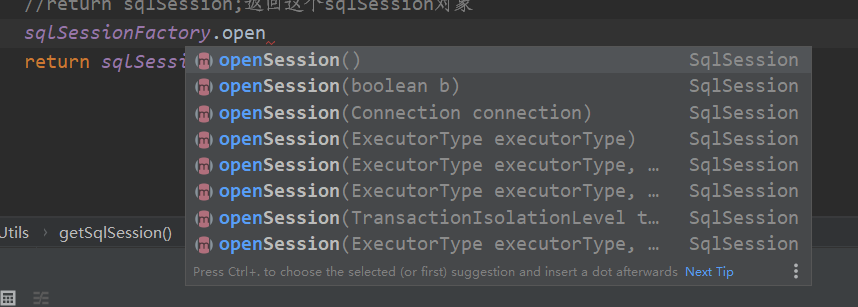 //return sqlSession;返回这个sqlSession对象
sqlSessionFactory.open
return sqlSessi
openSession() SqlSession
openSession(boolean b) SqlSession
openSession(Connection connection) SqlSession
openSession(ExecutorType executorType) SqlSession
openSession(ExecutorType executorType, … SqlSession
openSession(ExecutorType executorType, … SqlSession
openSession(TransactionIsolationLevel t… SqlSession
openSession(ExecutorType executorType, … SqlSession
Press Ctrl+. to choose the selected (or first) suggestion and insert a dot afterwards Next Tip
Utils › getSqlSession()